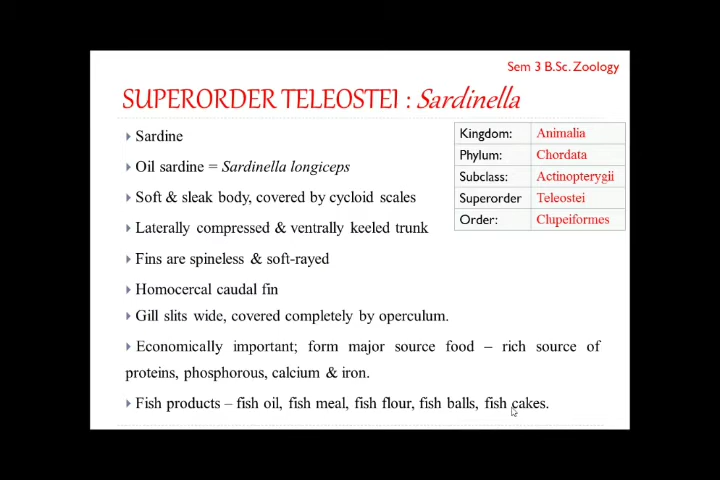 Sem 3 B.Sc. Zoology
SUPERORDER TELEOSTEI : Sardinella
Sardine
Oil sardine = Sardinella longiceps
Soft & sleak body, covered by cycloid scales
Laterally compressed & ventrally keeled trunk
Fins are spineless & soft-rayed
Homocercal caudal fin
Gill slits wide, covered completely by operculum.
Economically important; form major source food – rich source of
proteins, phosphorous, calcium & iron.
Fish products – fish oil, fish meal, fish flour, fish balls, fish cakes.
Kingdom: Animalia
Phylum: Chordata
Subclass: Actinopterygii
Superorder Teleostei
Order: Clupeiformes